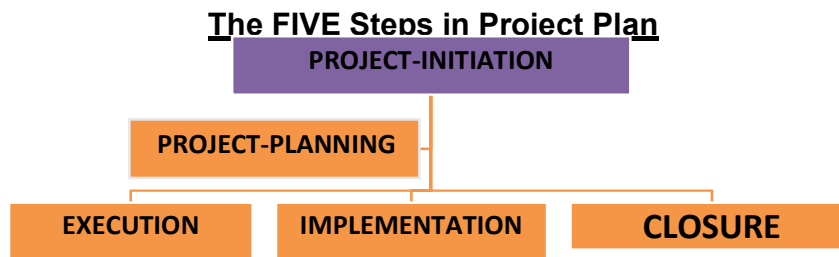 The FIVE Steps in Project Plan
PROJECT-INITIATION
PROJECT-PLANNING
EXECUTION
IMPLEMENTATION
CLOSURE